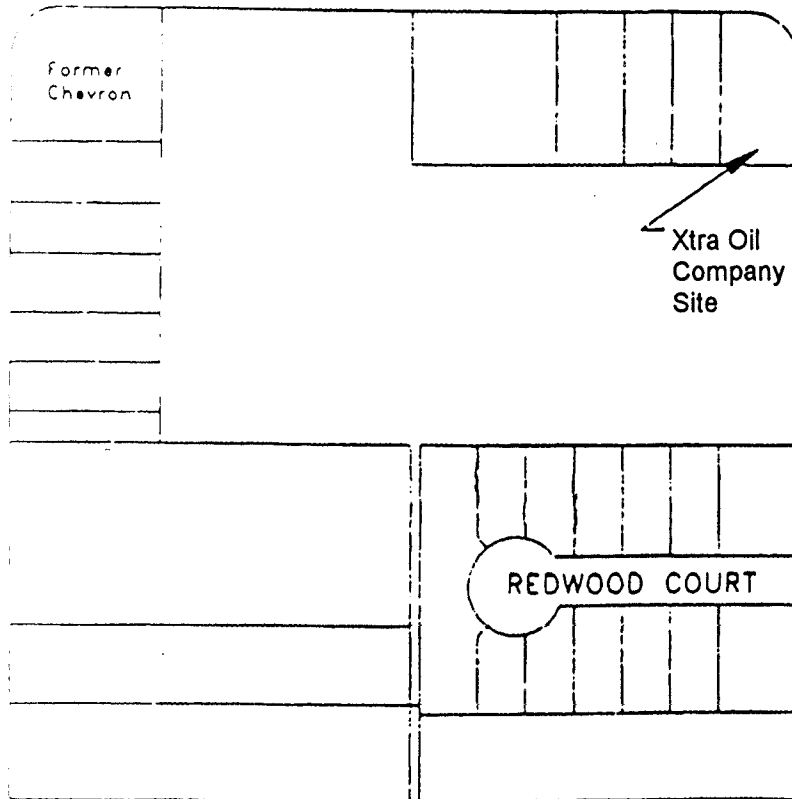 Former
Chevron
Xtra Oil
Company
Site
REDWOOD COURT